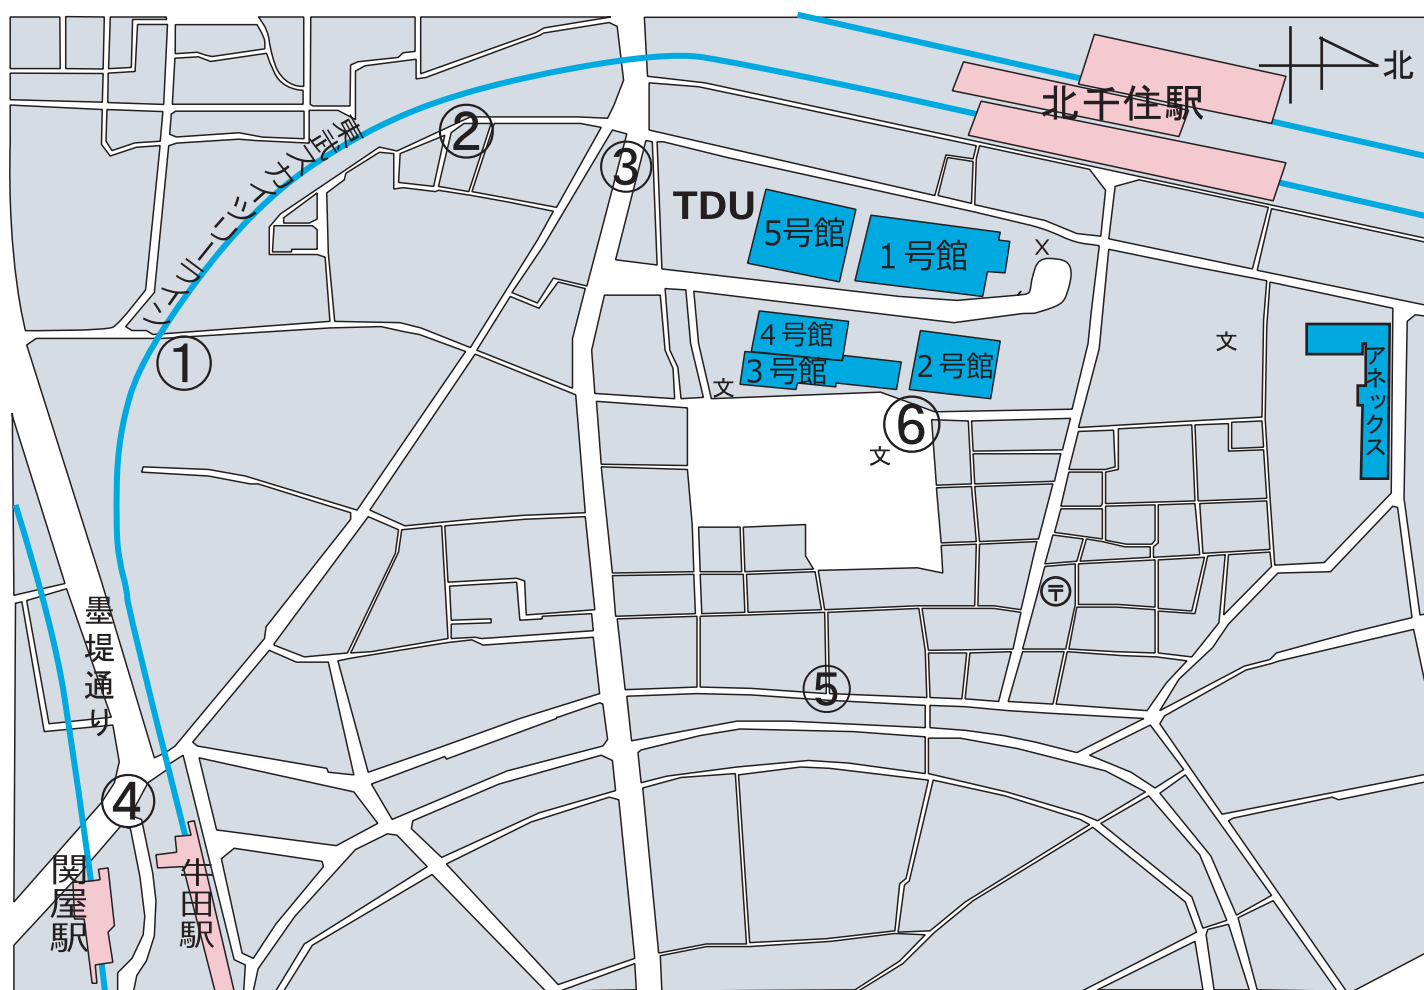 北
北千住駅
②
東武スカイツリーライン
③
TDU
5号館
1号館
X
4号館
3号館
2号館
文
アネックス
①
文
⑥
文
〒
墨堤通り
⑤
④
関屋駅
牛田駅